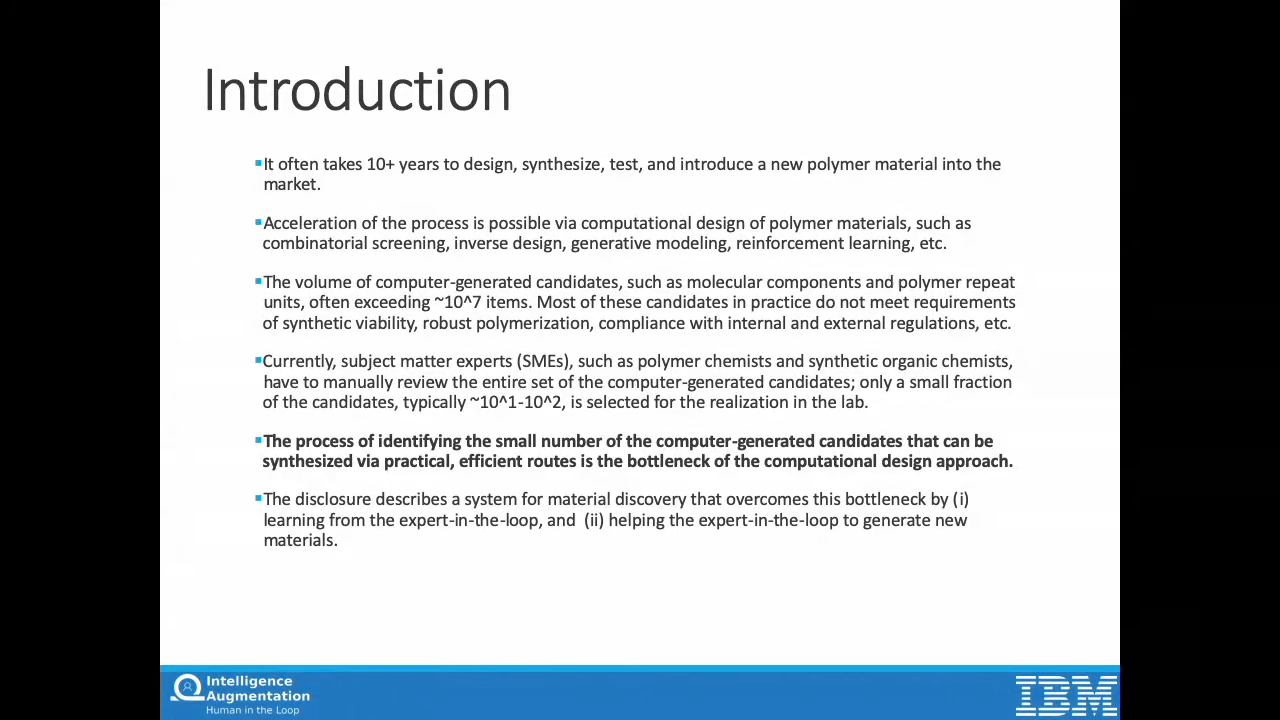 Introduction
▪It often takes 10+ years to design, synthesize, test, and introduce a new polymer material into the
market.
▪Acceleration of the process is possible via computational design of polymer materials, such as
combinatorial screening, inverse design, generative modeling, reinforcement learning, etc.
▪The volume of computer-generated candidates, such as molecular components and polymer repeat
units, often exceeding ~10^7 items. Most of these candidates in practice do not meet requirements
of synthetic viability, robust polymerization, compliance with internal and external regulations, etc.
▪Currently, subject matter experts (SMEs), such as polymer chemists and synthetic organic chemists,
have to manually review the entire set of the computer-generated candidates; only a small fraction
of the candidates, typically ~10^1-10^2, is selected for the realization in the lab.
▪The process of identifying the small number of the computer-generated candidates that can be
synthesized via practical, efficient routes is the bottleneck of the computational design approach.
▪The disclosure describes a system for material discovery that overcomes this bottleneck by (i)
learning from the expert-in-the-loop, and (ii) helping the expert-in-the-loop to generate new
materials.
Intelligence
Augmentation
Human in the Loop
IBM